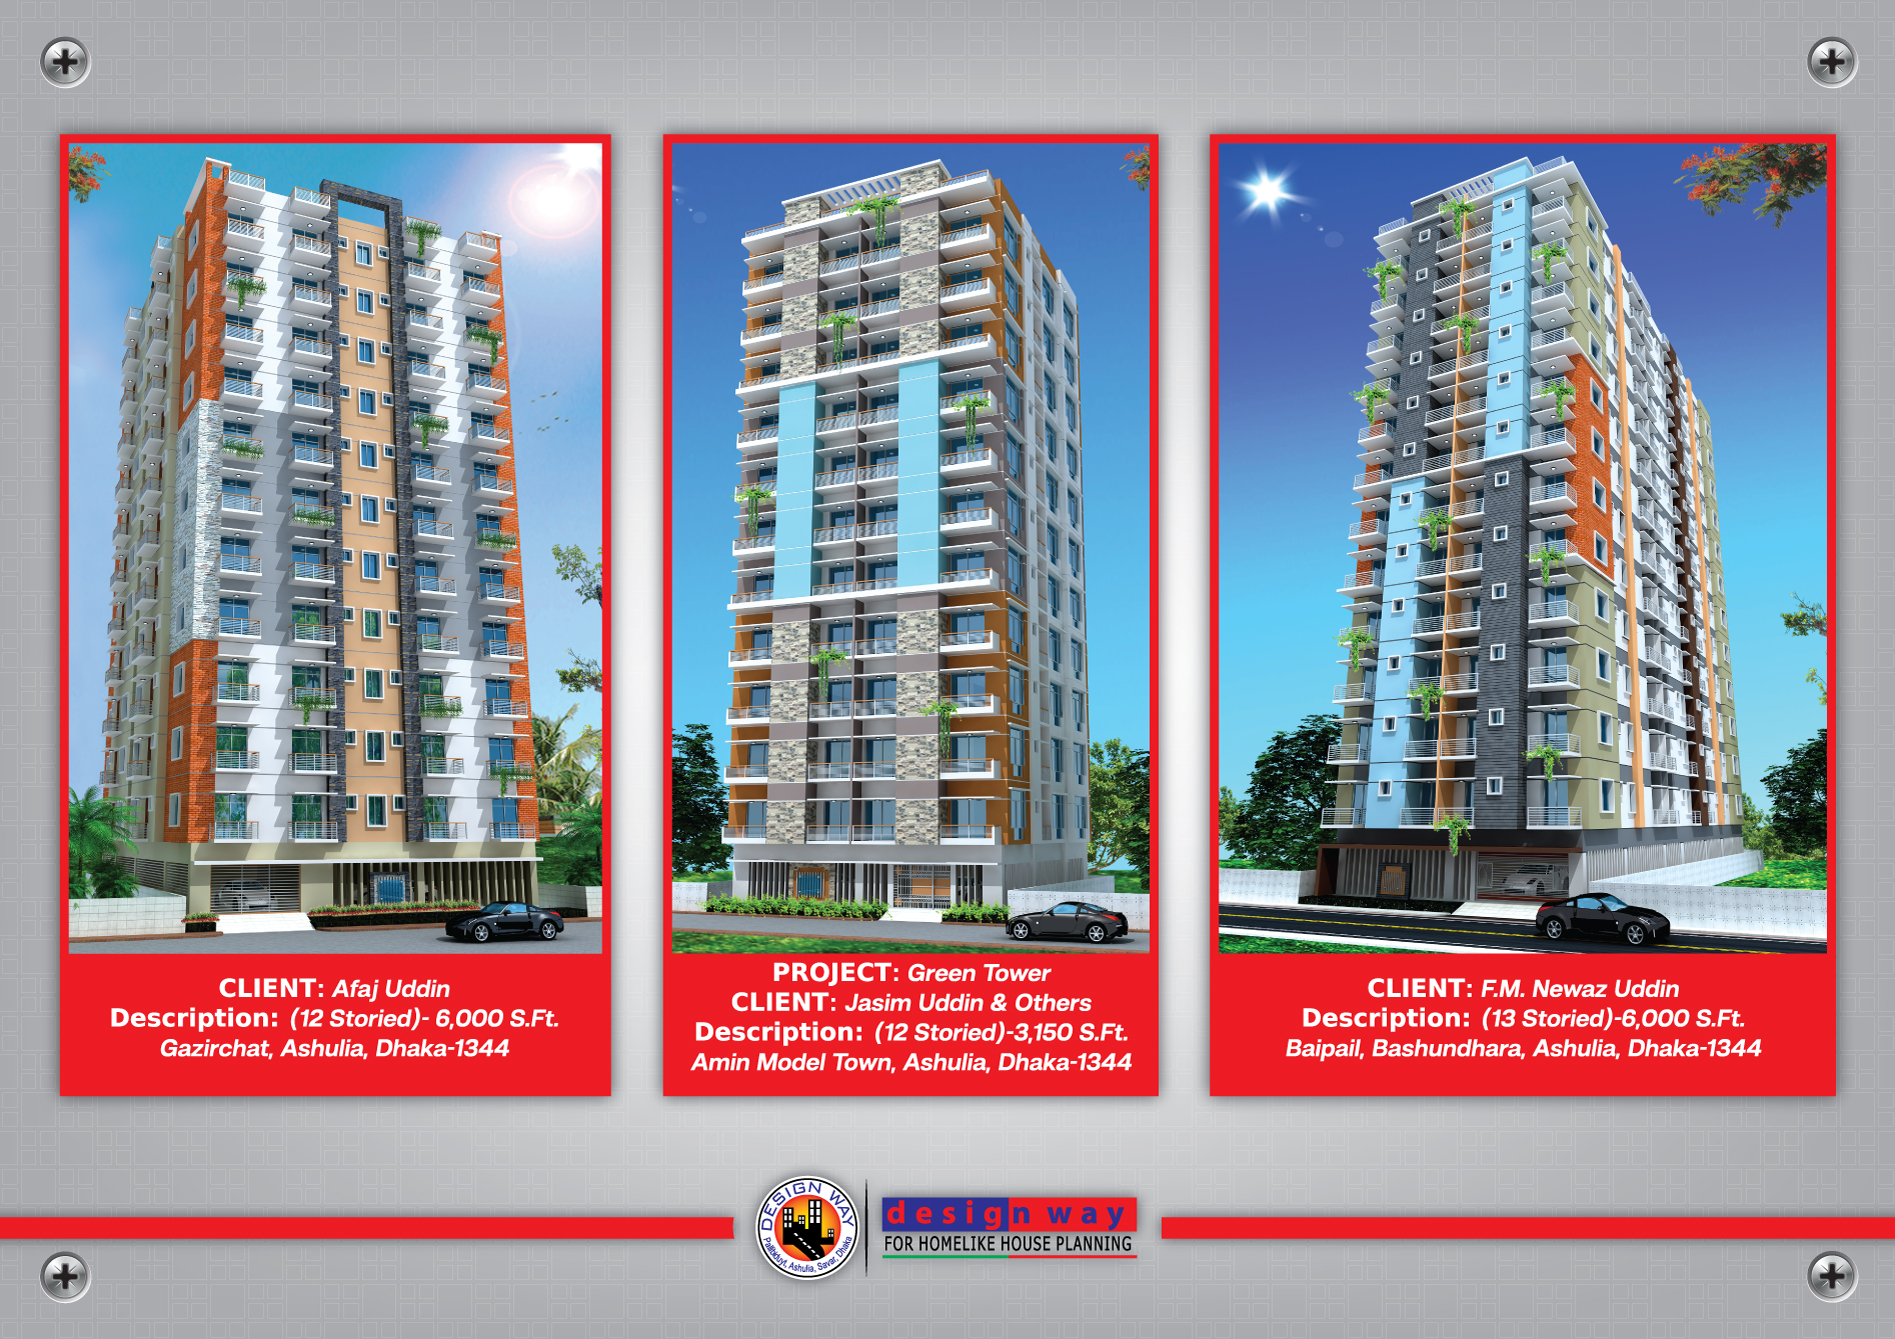 CLIENT: Afaj Uddin
Description: (12 Storied)- 6,000 S.Ft.
Gazirchat, Ashulia, Dhaka-1344
PROJECT: Green Tower
CLIENT: Jasim Uddin & Others
Description: (12 Storied)-3,150 S.Ft.
Amin Model Town, Ashulia, Dhaka-1344
CLIENT: F.M. Newaz Uddin
Description: (13 Storied)-6,000 S.Ft.
Baipail, Bashundhara, Ashulia, Dhaka-1344
DESIGN WAY
Ashulia, Savar, Dhaka
design way
FOR HOMELIKE HOUSE PLANNING